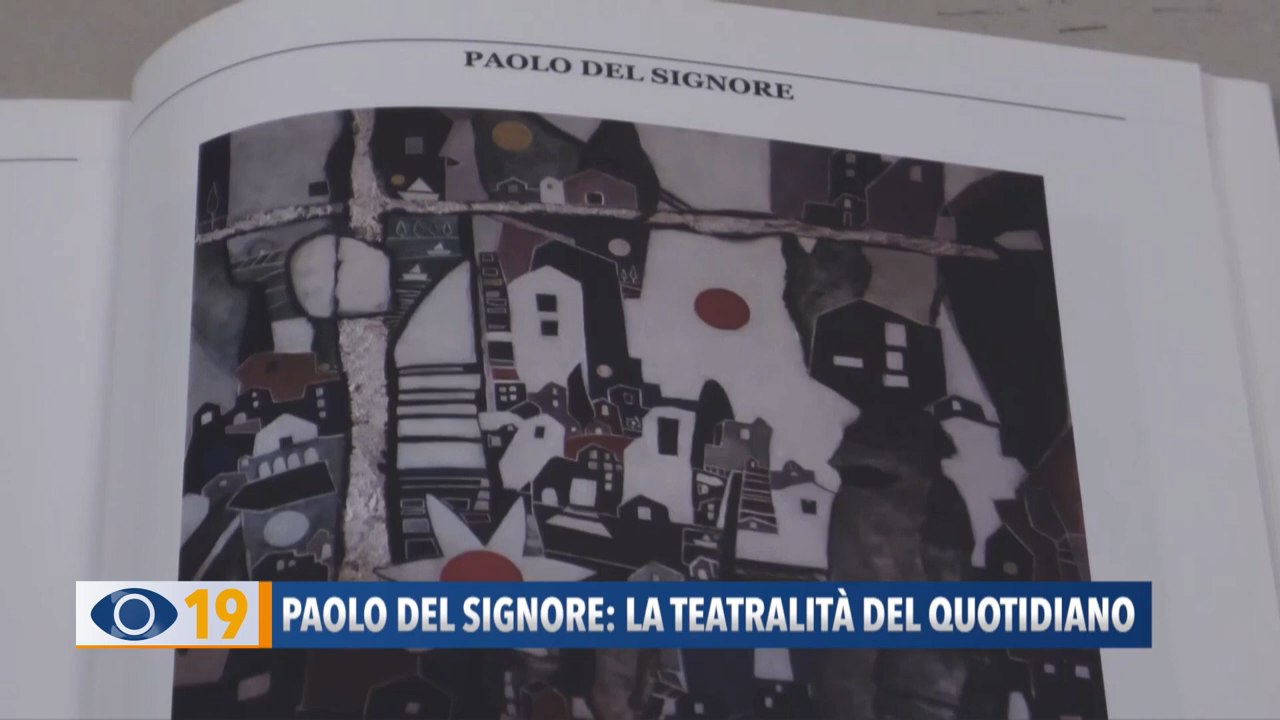 PAOLO DEL SIGNORE
19 PAOLO DEL SIGNORE: LA TEATRALITÀ DEL QUOTIDIANO